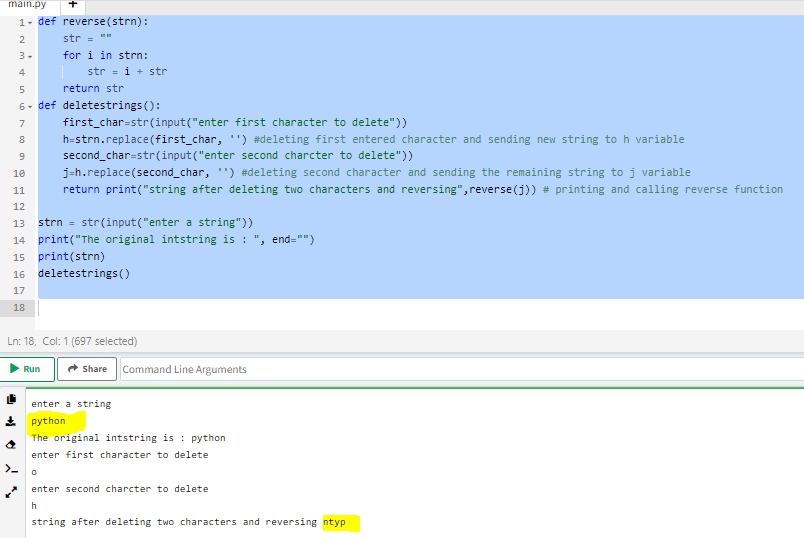 main.py +
1 def reverse(strn):
2     str = ""
3     for i in strn:
4         str = i + str
5     return str
6 def deletestrings():
7     first_char=str(input("enter first character to delete"))
8     h=strn.replace(first_char, '') #deleting first entered character and sending new string to h variable
9     second_char=str(input("enter second charcter to delete"))
10     j=h.replace(second_char, '') #deleting second character and sending the remaining string to j variable
11     return print("string after deleting two characters and reversing",reverse(j)) # printing and calling reverse function
12
13 strn = str(input("enter a string"))
14 print("The original intstring is : ", end="")
15 print(strn)
16 deletestrings()
17
18
Ln: 18, Col: 1 (697 selected)
Run Share Command Line Arguments
enter a string
python
The original intstring is : python
enter first character to delete
o
enter second charcter to delete
h
string after deleting two characters and reversing ntyp